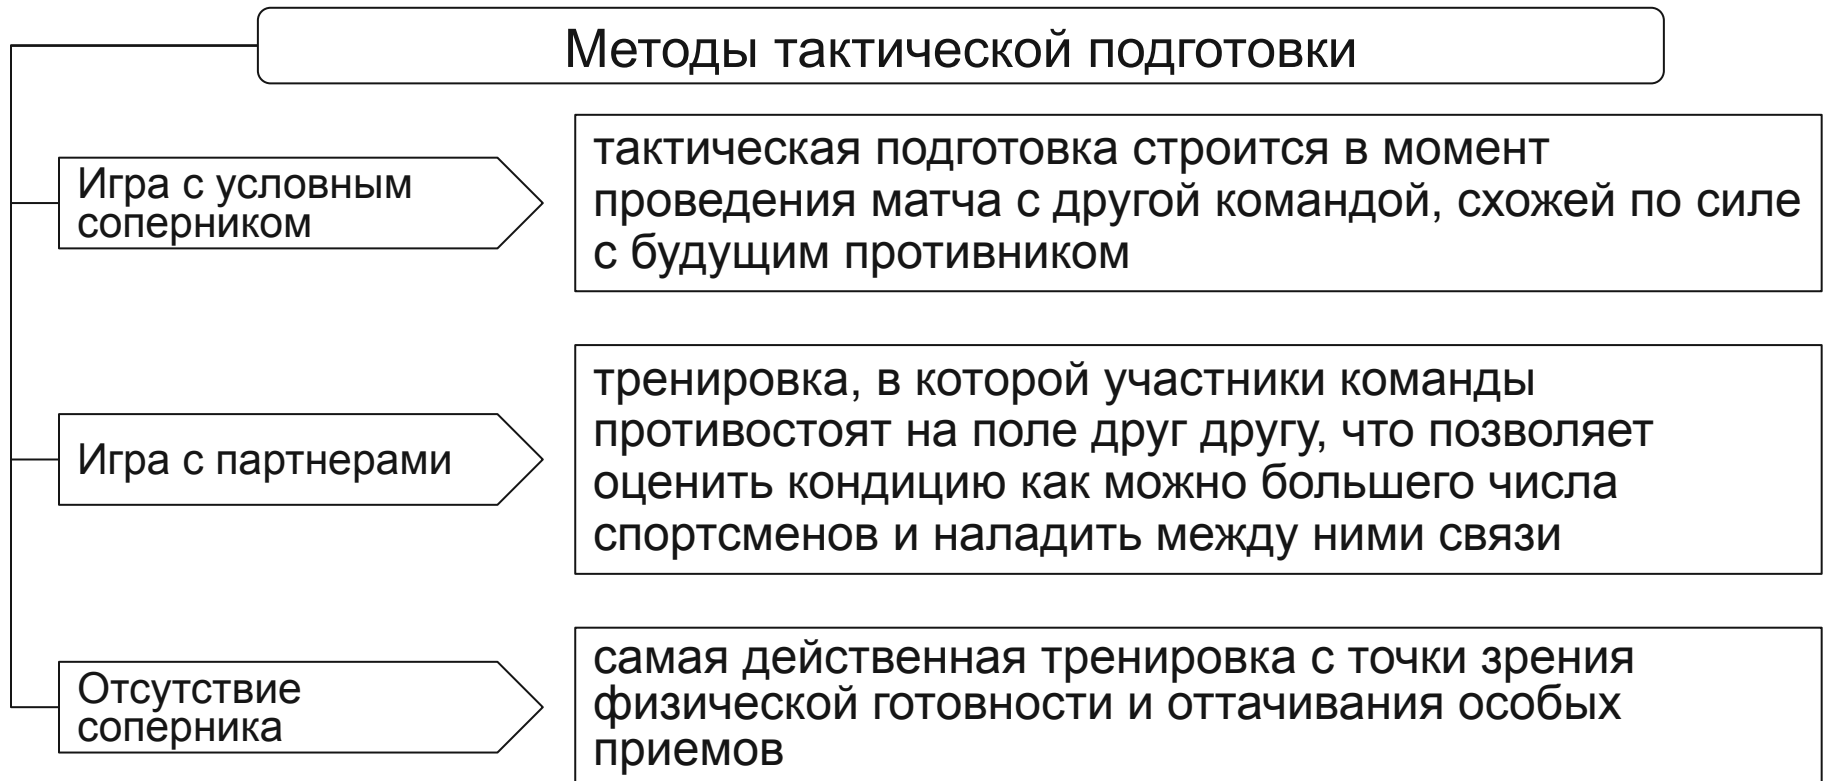 Методы тактической подготовки
Игра с условным
соперником
тактическая подготовка строится в момент
проведения матча с другой командой, схожей по силе
с будущим противником
Игра с партнерами
тренировка, в которой участники команды
противостоят на поле друг другу, что позволяет
оценить кондицию как можно большего числа
спортсменов и наладить между ними связи
Отсутствие
соперника
самая действенная тренировка с точки зрения
физической готовности и оттачивания особых
приемов